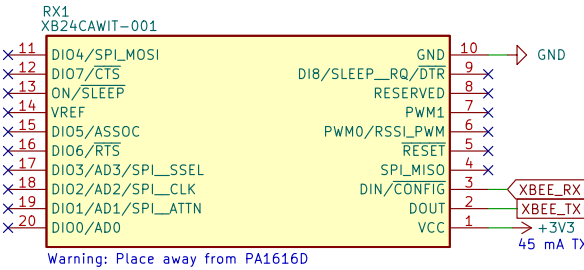 RX1
XB24CAWIT-001
11 DIO4/SPI_MOSI GND 10 GND
12 DIO7/CTS DI8/SLEEP_RQ/DTR 9
13 ON/SLEEP RESERVED 8
14 VREF PWM1 7
15 DIO5/ASSOC PWM0/RSSI_PWM 6
16 DIO6/RTS RESET 5
17 DIO3/AD3/SPI_SSEL SPI_MISO 4
18 DIO2/AD2/SPI_CLK DIN/CONFIG 3 XBEE_RX
19 DIO1/AD1/SPI_ATTN DOUT 2 XBEE_TX
20 DIO0/AD0 VCC 1 +3V3
45 mA TX
Warning: Place away from PA1616D